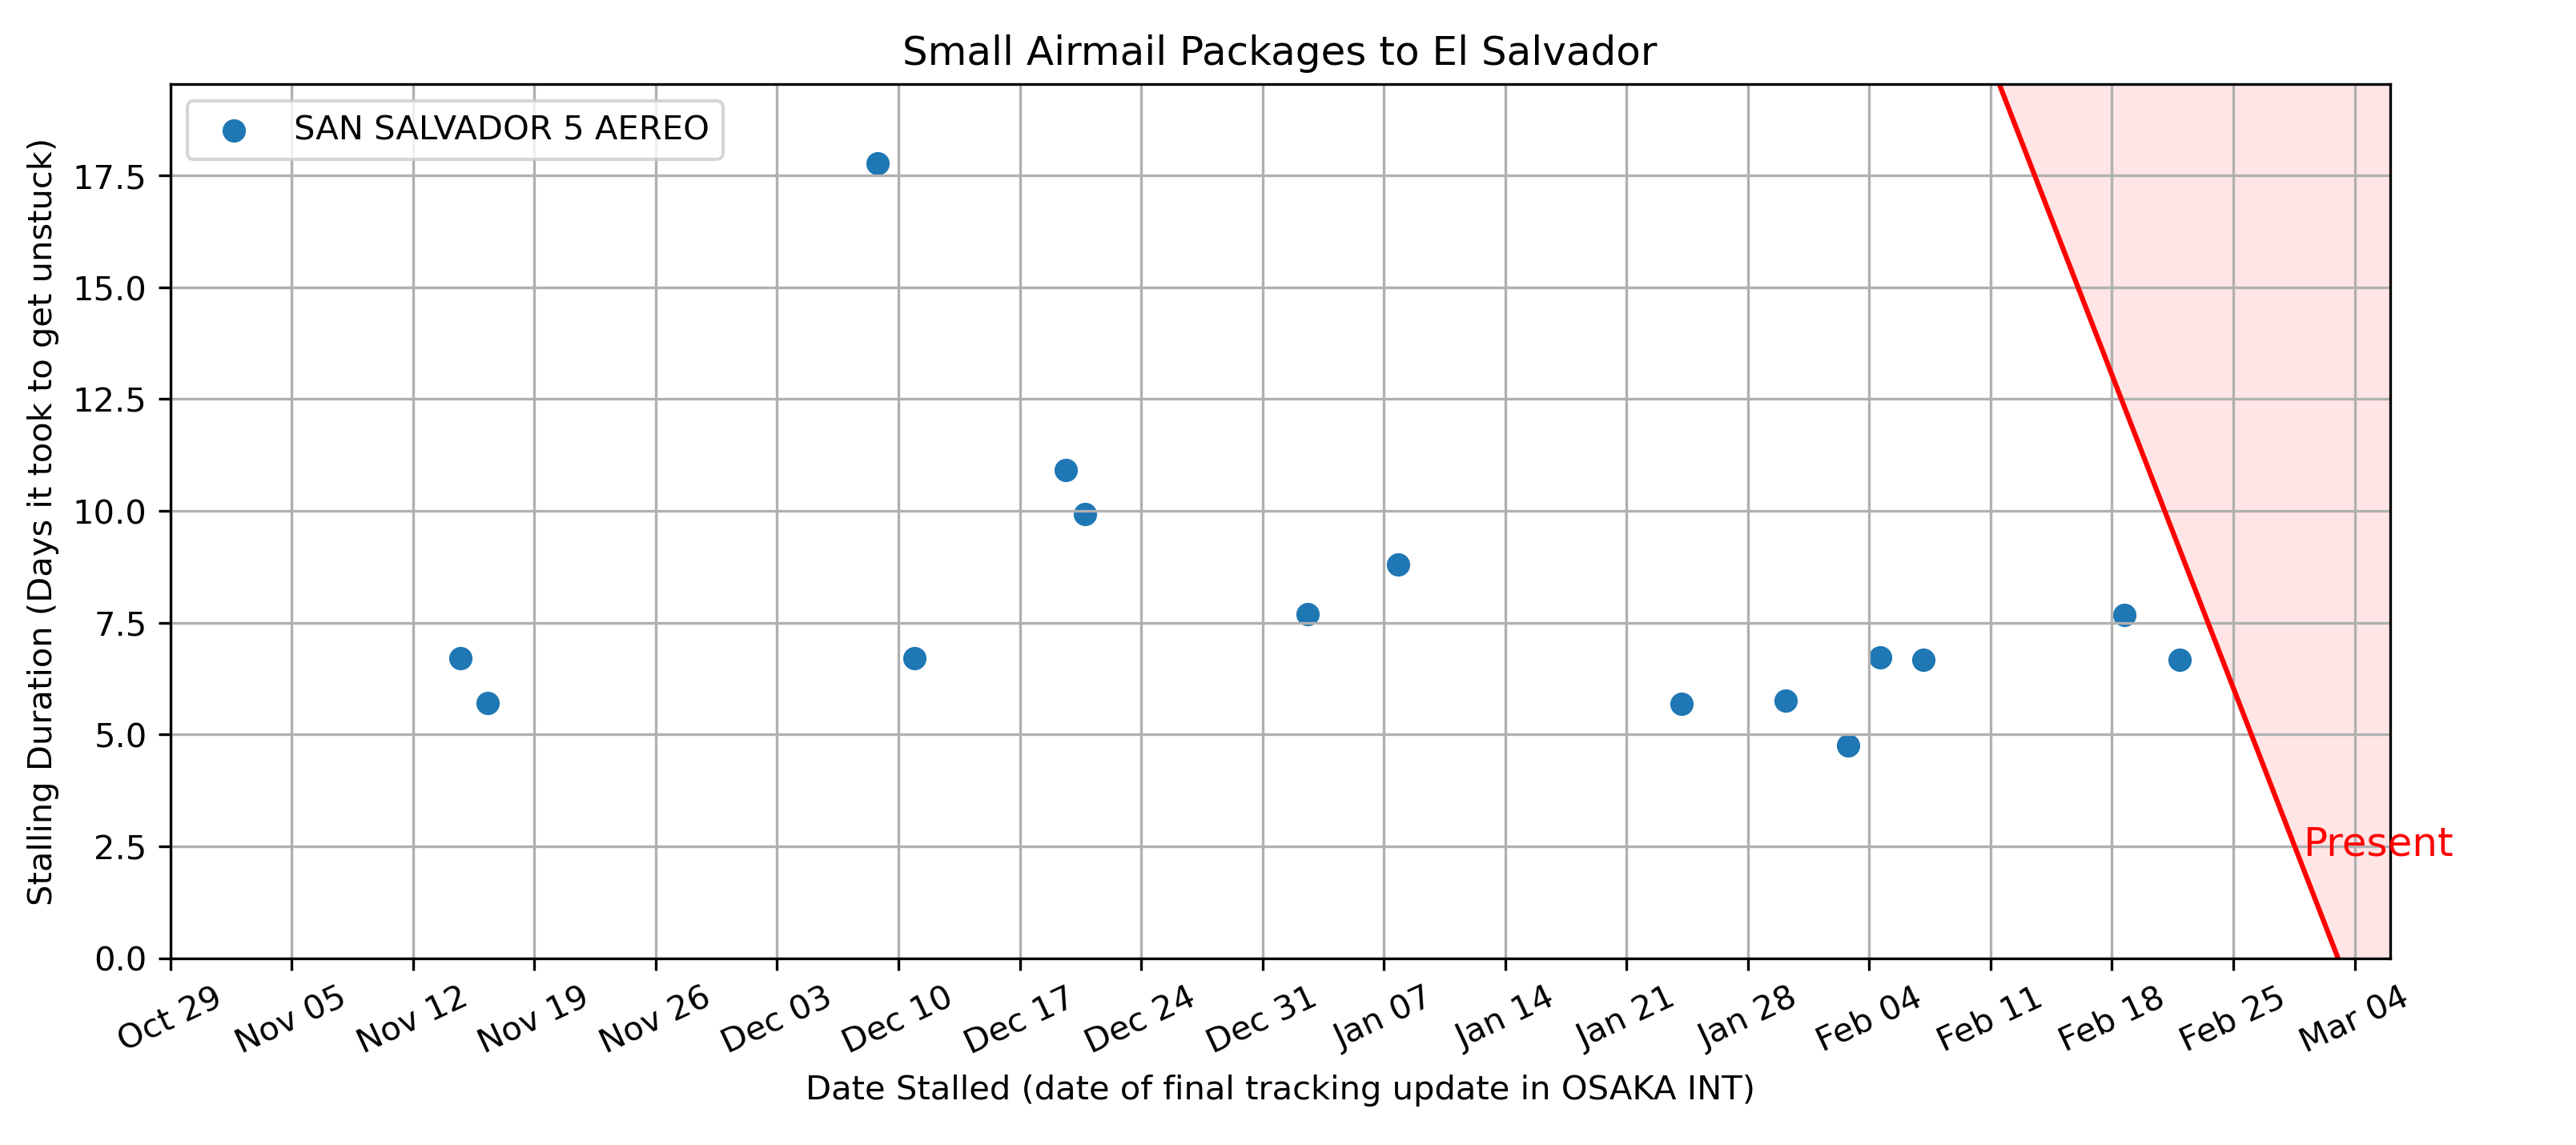 Small Airmail Packages to El Salvador
SAN SALVADOR 5 AEREO
Stalling Duration (Days it took to get unstuck)
17.5
15.0
12.5
10.0
7.5
5.0
2.5
0.0
Present
Oct 29
Nov 05
Nov 12
Nov 19
Nov 26
Dec 03
Dec 10
Dec 17
Dec 24
Dec 31
Jan 07
Jan 14
Jan 21
Jan 28
Feb 04
Feb 11
Feb 18
Feb 25
Mar 04
Date Stalled (date of final tracking update in OSAKA INT)